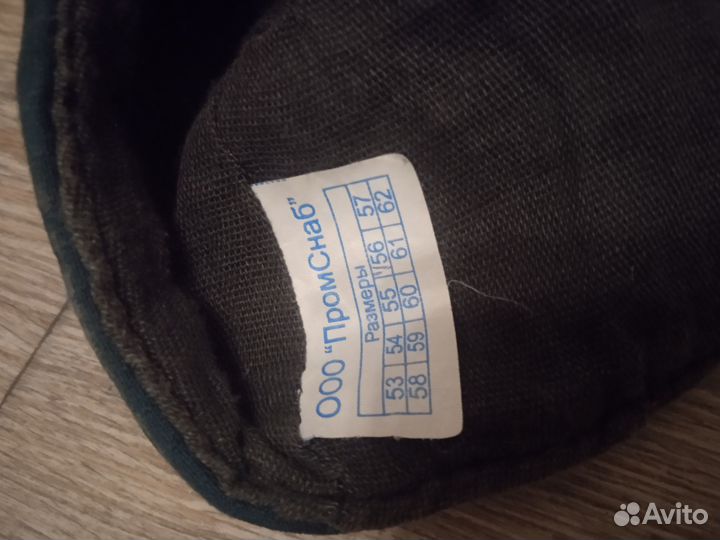 ООО "ПромСнаб"
Размеры
53 54 55 56 57
58 59 60 61 62
Avito